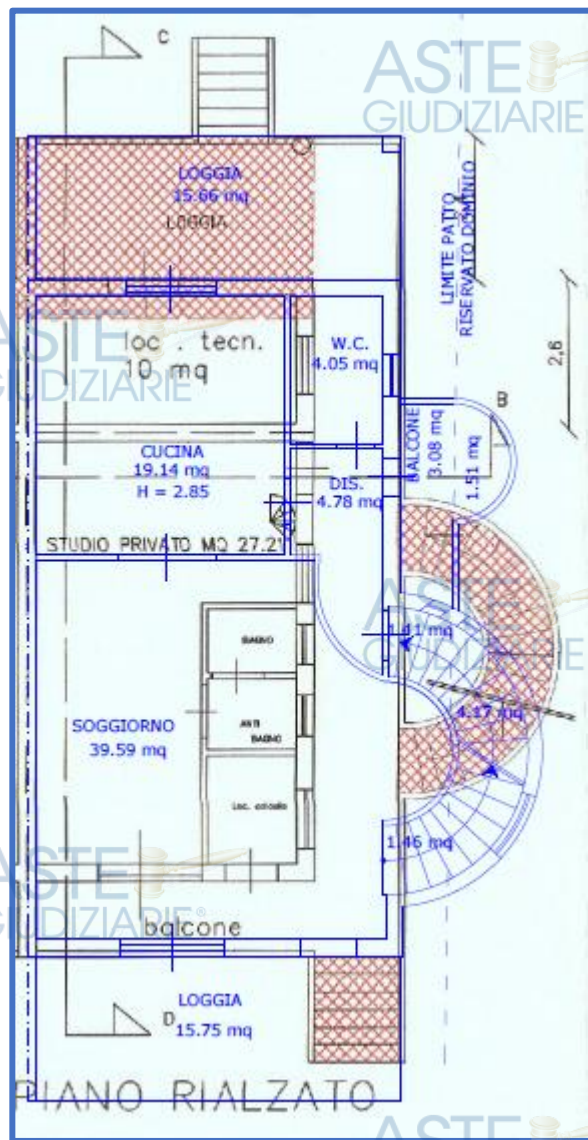 C
ASTE
GIUDIZIARIE
LOGGIA
15.66 mq
LOGGIA
LIMITE PATTO
RISERVATO DOMINIO
loc . tecn.
10 mq
W.C.
4.05 mq
2,6
ASTE
GIUDIZIARIE
B
BALCONE
3.08 mq
1.51 mq
CUCINA
19.14 mq
H = 2.85
DIS.
4.78 mq
STUDIO PRIVATO MQ 27.21
ASTE
GIUDIZIARIE
1.41 mq
BAGNO
ANTI
BAGNO
4.17 mq
SOGGIORNO
39.59 mq
1.46 mq
ASTE
GIUDIZIARIE®
balcone
LOGGIA
15.75 mq
D
PIANO RIALZATO
ASTE